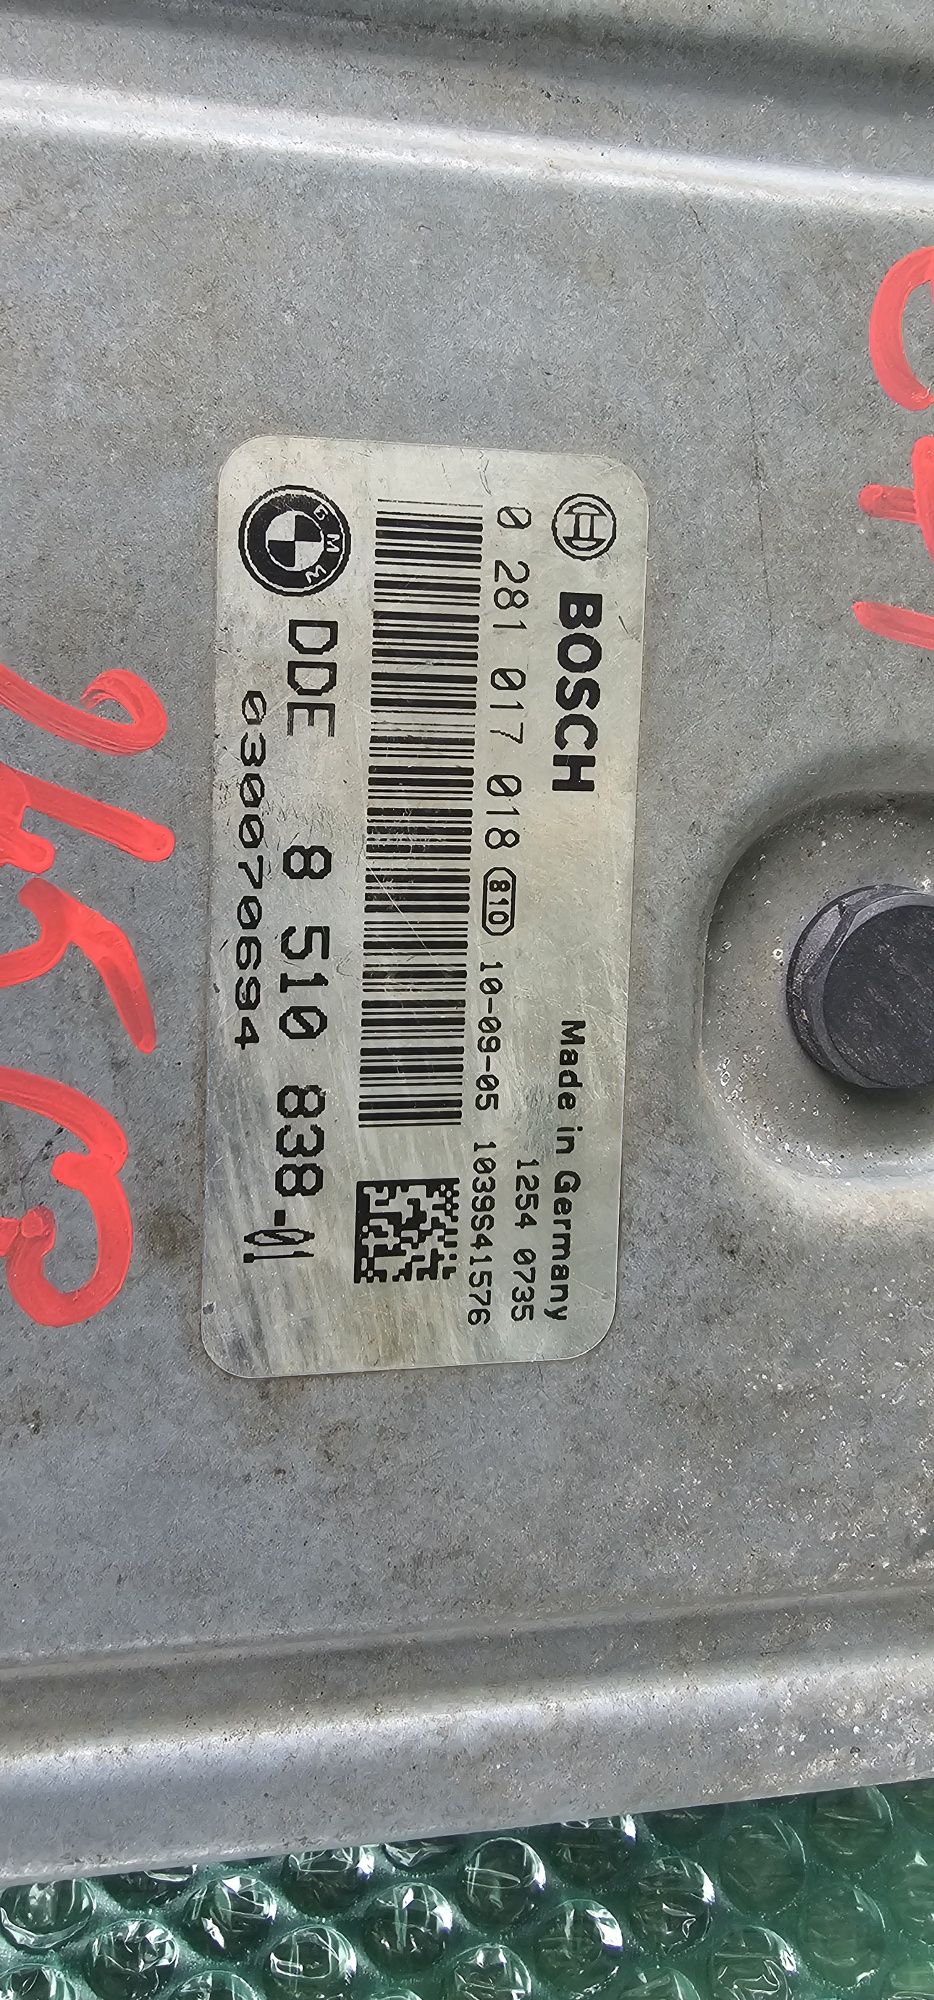 BOSCH
Made in Germany
1254 0735
0 281 017 018 810 10-09-05 1039S41576
BMW
DDE 8 510 838-01
030070694